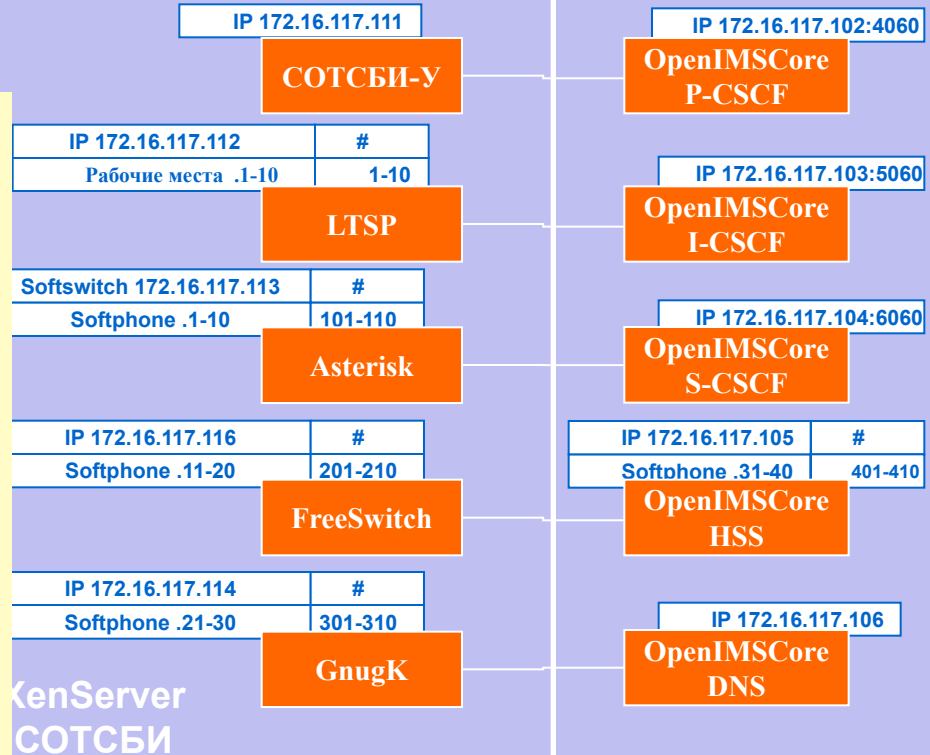 IP 172.16.117.111
СОТСБИ-У
IP 172.16.117.102:4060
OpenIMSCore
P-CSCF
IP 172.16.117.112 #
Рабочие места .1-10 1-10
LTSP
IP 172.16.117.103:5060
OpenIMSCore
I-CSCF
Softswitch 172.16.117.113 #
Softphone .1-10 101-110
Asterisk
IP 172.16.117.104:6060
OpenIMSCore
S-CSCF
IP 172.16.117.116 #
Softphone .11-20 201-210
FreeSwitch
IP 172.16.117.105 #
Softphone .31-40 401-410
OpenIMSCore
HSS
IP 172.16.117.114 #
Softphone .21-30 301-310
GnugK
IP 172.16.117.106
OpenIMSCore
DNS
XenServer
СОТСБИ